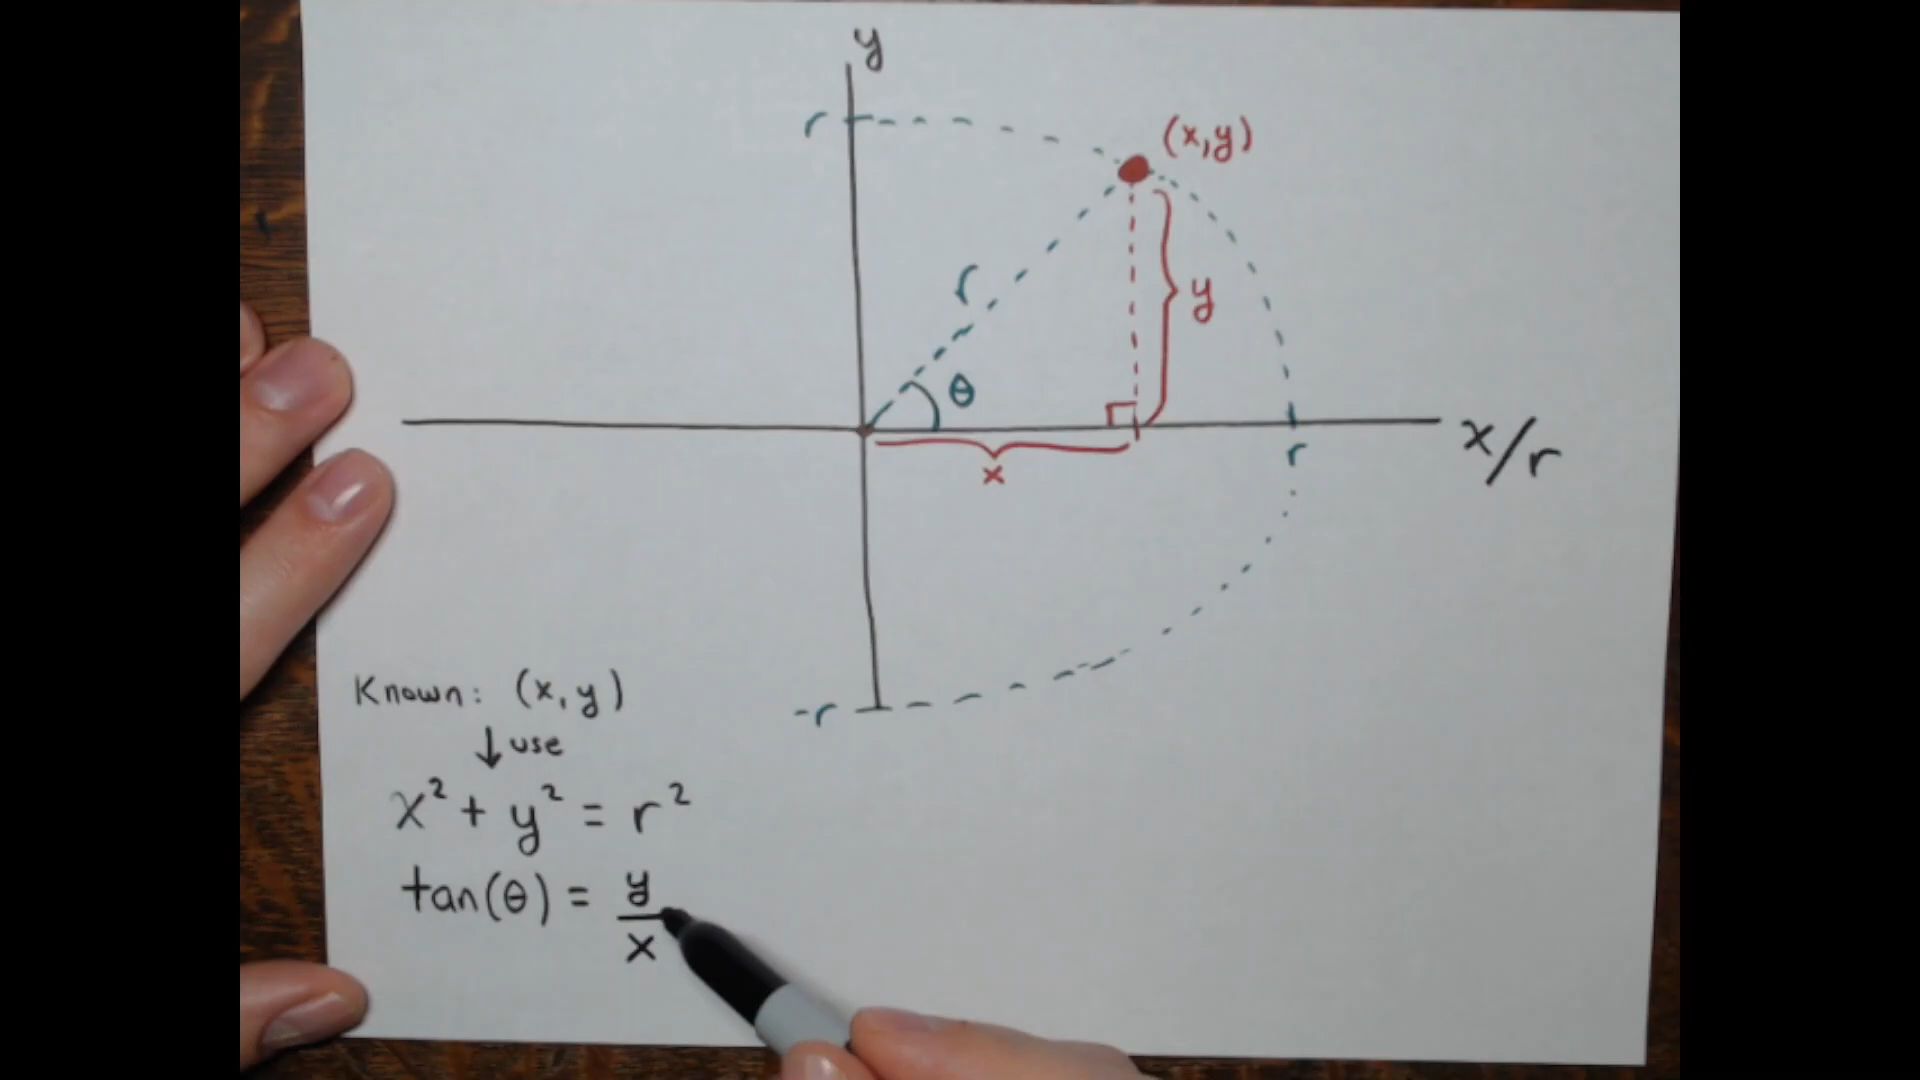 y
r
(x,y)
r
y
θ
x/r
r
x
-r
Known: (x,y)
↓ use
x² + y² = r²
tan(θ) = y/x